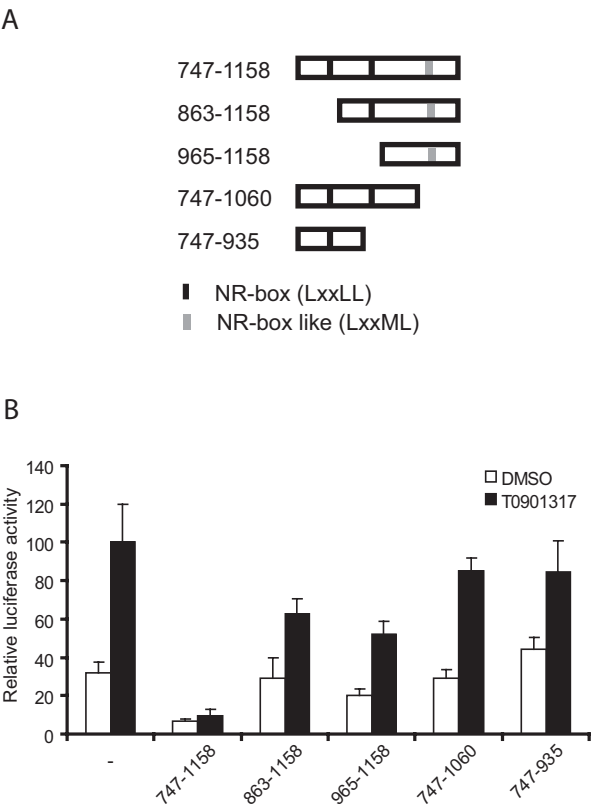 A
747-1158
863-1158
965-1158
747-1060
747-935
NR-box (LxxLL)
NR-box like (LxxML)
B
Relative luciferase activity
140
120
100
80
60
40
20
0
DMSO
T0901317
-
747-1158
863-1158
965-1158
747-1060
747-935